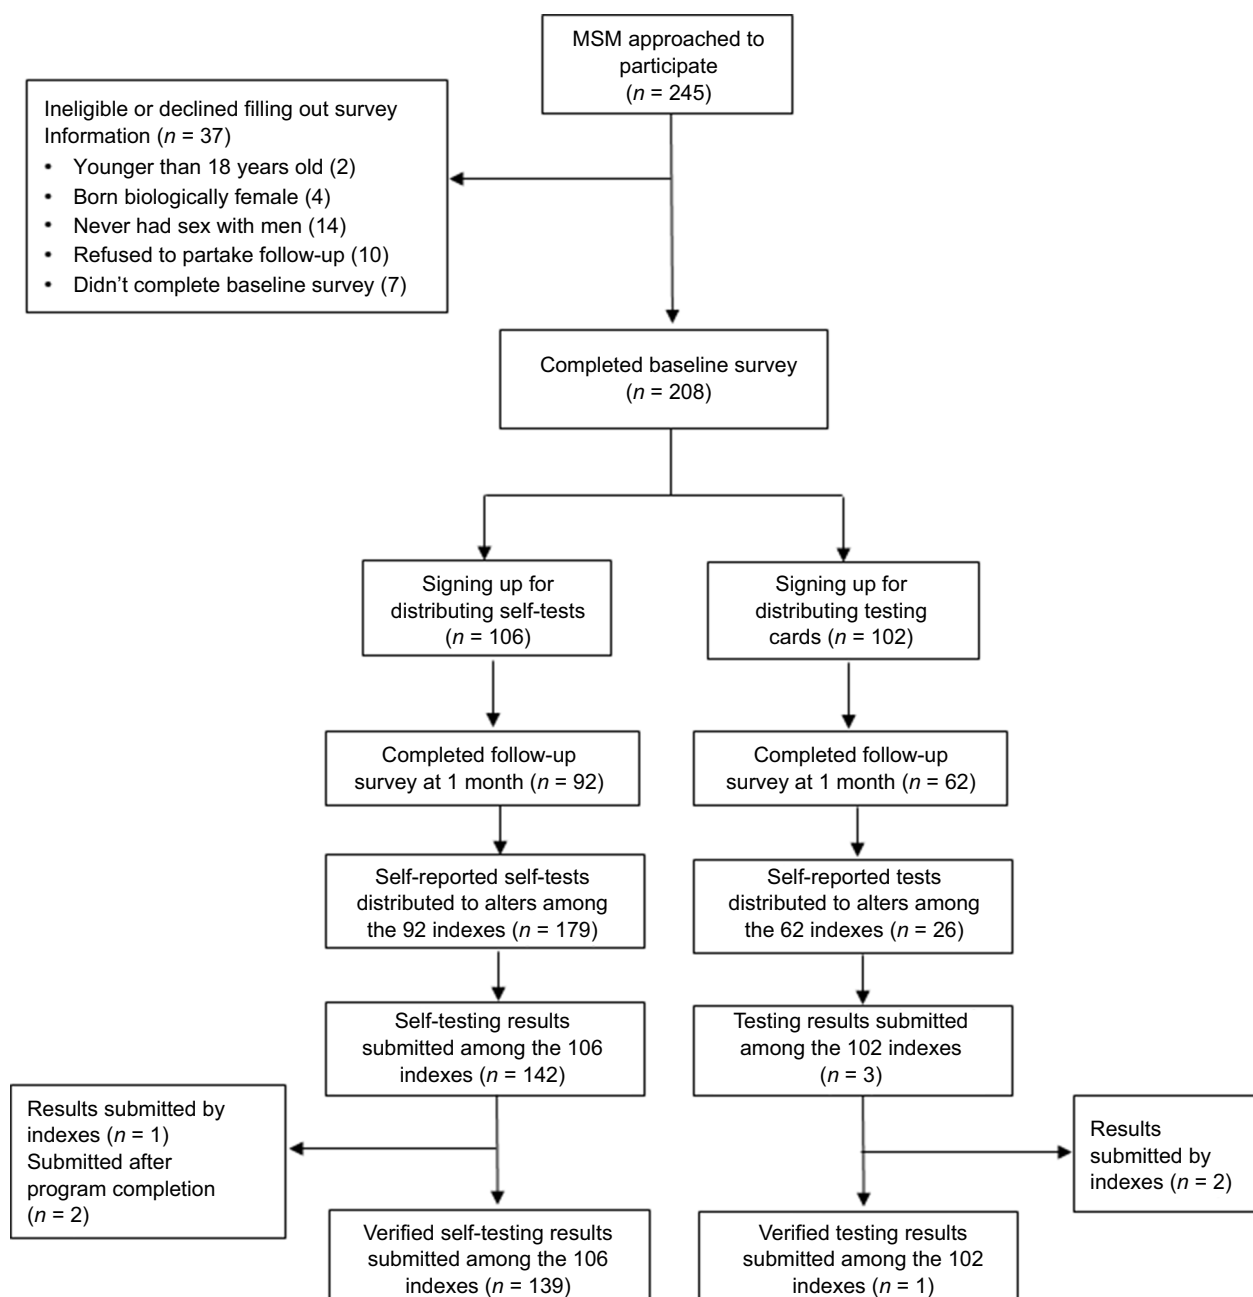 MSM approached to
participate
(n = 245)
Ineligible or declined filling out survey
Information (n = 37)
• Younger than 18 years old (2)
• Born biologically female (4)
• Never had sex with men (14)
• Refused to partake follow-up (10)
• Didn’t complete baseline survey (7)
Completed baseline survey
(n = 208)
Signing up for
distributing self-tests
(n = 106)
Signing up for
distributing testing
cards (n = 102)
Completed follow-up
survey at 1 month (n = 92)
Completed follow-up
survey at 1 month (n = 62)
Self-reported self-tests
distributed to alters among
the 92 indexes (n = 179)
Self-reported tests
distributed to alters among
the 62 indexes (n = 26)
Self-testing results
submitted among the 106
indexes (n = 142)
Testing results submitted
among the 102 indexes
(n = 3)
Results submitted by
indexes (n = 1)
Submitted after
program completion
(n = 2)
Results
submitted by
indexes (n = 2)
Verified self-testing results
submitted among the 106
indexes (n = 139)
Verified testing results
submitted among the 102
indexes (n = 1)